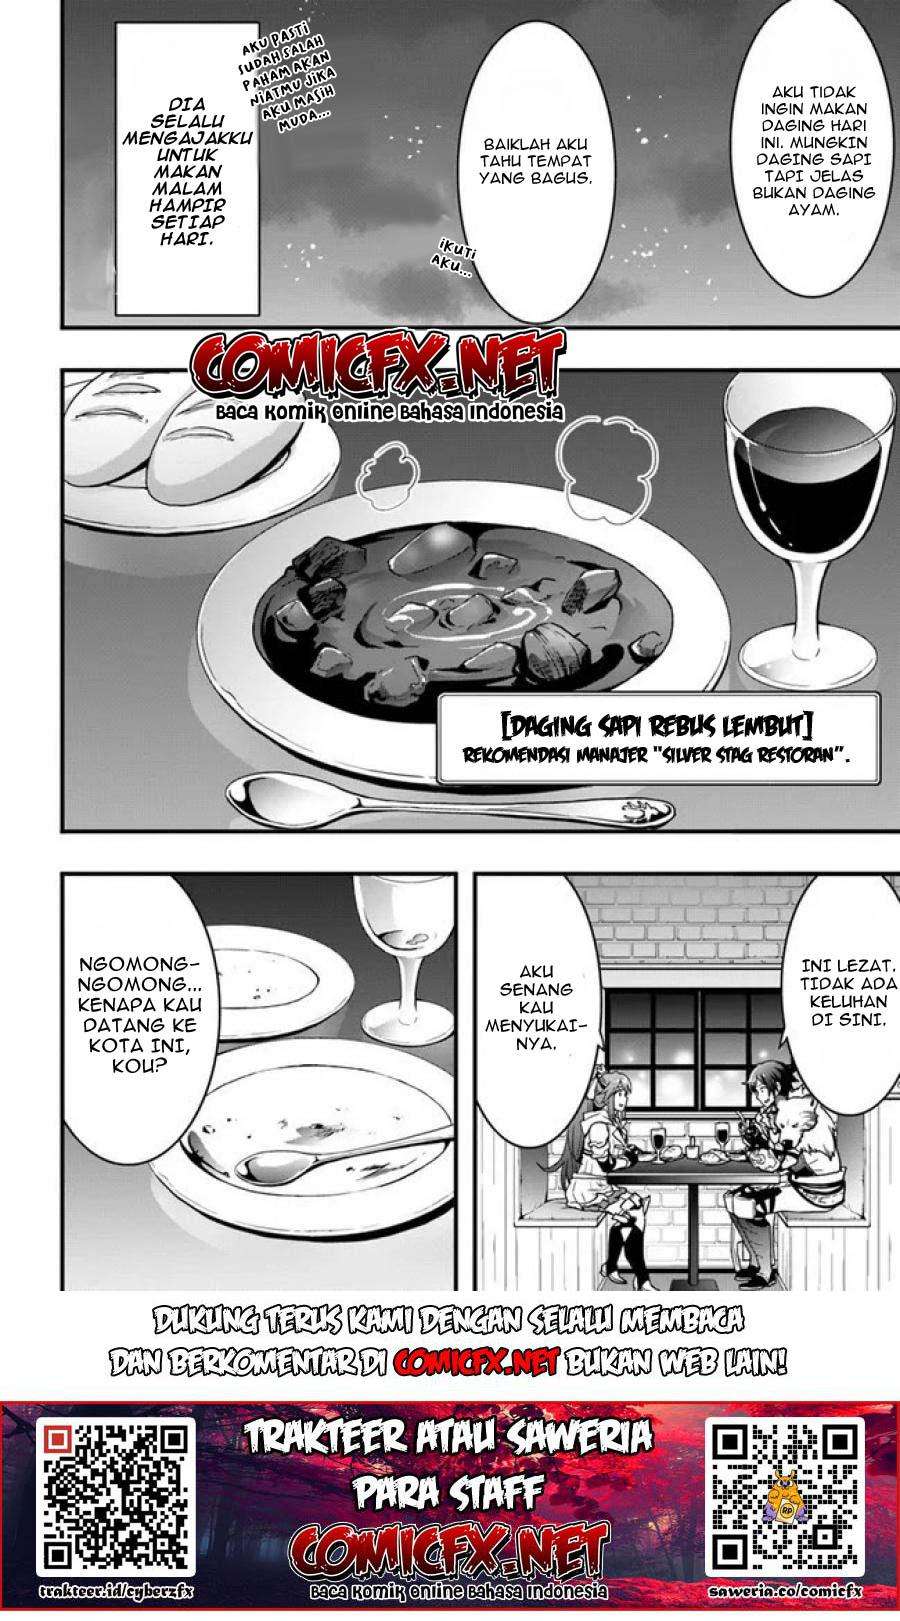 AKU TIDAK
INGIN MAKAN
DAGING HARI
INI. MUNGKIN
DAGING SAPI
TAPI JELAS
BUKAN DAGING
AYAM.
BAIKLAH AKU
TAHU TEMPAT
YANG BAGUS.
IKUTI
AKU...
AKU PASTI
SUDAH SALAH
PAHAM AKAN
NIATMU JIKA
AKU MASIH
MUDA...
DIA
SELALU
MENGAJAKKU
UNTUK
MAKAN
MALAM
HAMPIR
SETIAP
HARI.
COMICFX.NET
BACA KOMIK ONLINE BAHASA INDONESIA
[DAGING SAPI REBUS LEMBUT]
REKOMENDASI MANAJER "SILVER STAG RESTORAN".
INI LEZAT.
TIDAK ADA
KELUHAN
DI SINI.
AKU
SENANG
KAU
MENYUKAI-
NYA.
NGOMONG-
NGOMONG...
KENAPA KAU
DATANG KE
KOTA INI,
KOU?
DUKUNG TERUS KAMI DENGAN SELALU MEMBACA
DAN BERKOMENTAR DI COMICFX.NET BUKAN WEB LAIN!
TRAKTEER ATAU SAWERIA
PARA STAFF
COMICFX.NET
BACA KOMIK ONLINE BAHASA INDONESIA
trakteer.id/cyberzfx
RP
saweria.co/comicfx